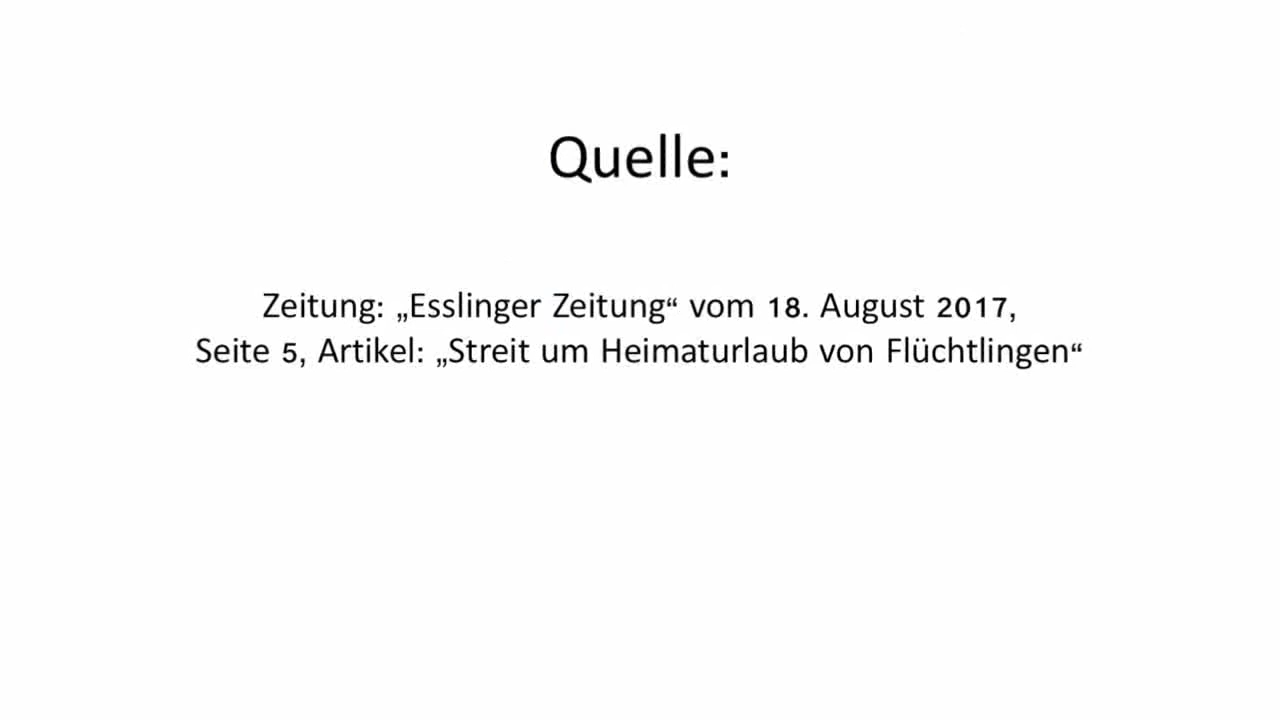 Quelle:
Zeitung: „Esslinger Zeitung“ vom 18. August 2017,
Seite 5, Artikel: „Streit um Heimaturlaub von Flüchtlingen“